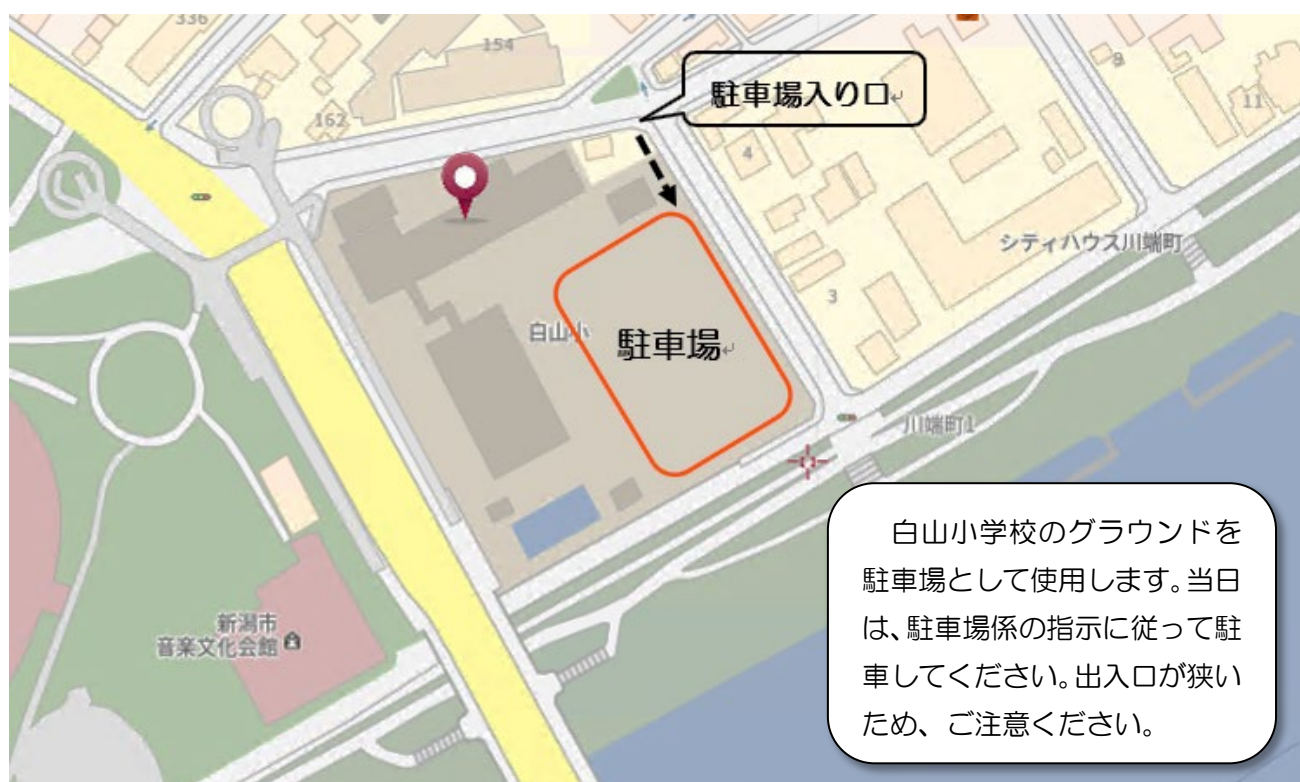 336
154
駐車場入り口
162
9
11
4
シティハウス川端町
3
白山小
駐車場
川端町1
新潟市
音楽文化会館
白山小学校のグラウンドを
駐車場として使用します。当日
は、駐車場係の指示に従って駐
車してください。出入口が狭い
ため、ご注意ください。